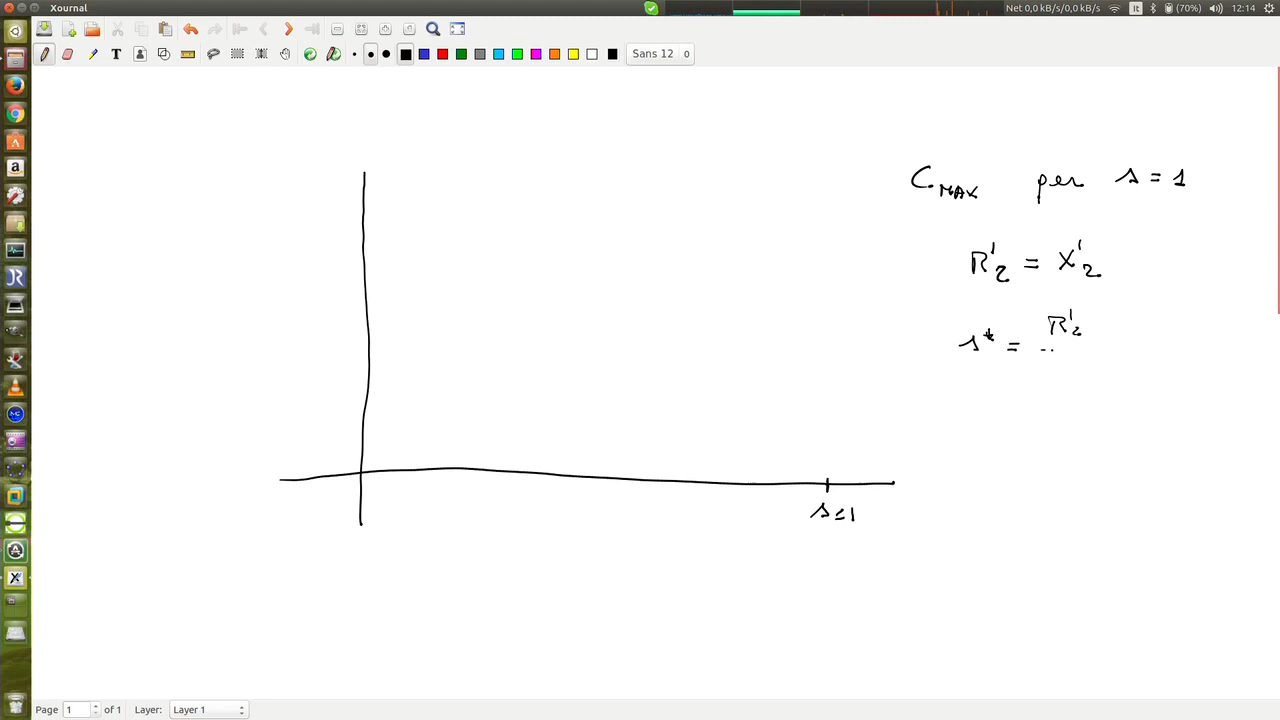 Xournal
Net 0,0 kB/s/0,0 kB/s It (70%) 12:14
Sans 12 0
C_MAX per s = 1
R'_2 = X'_2
s* = R'_2
s=1
Page 1 of 1 Layer: Layer 1